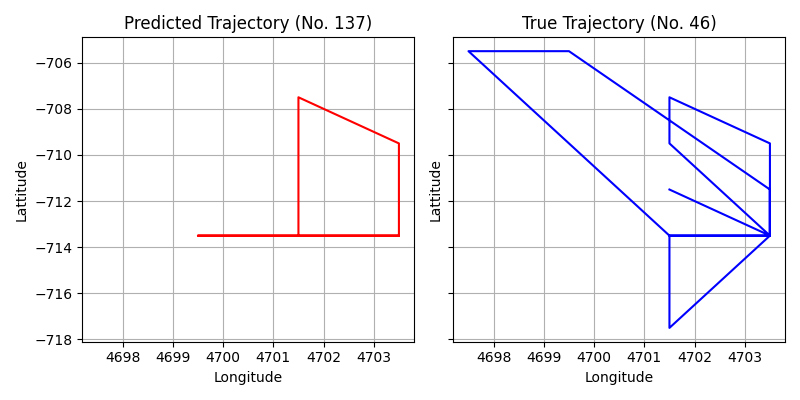 Predicted Trajectory (No. 137)
True Trajectory (No. 46)
−706
−708
−710
−712
−714
−716
−718
Lattitude
Lattitude
4698 4699 4700 4701 4702 4703
4698 4699 4700 4701 4702 4703
Longitude
Longitude